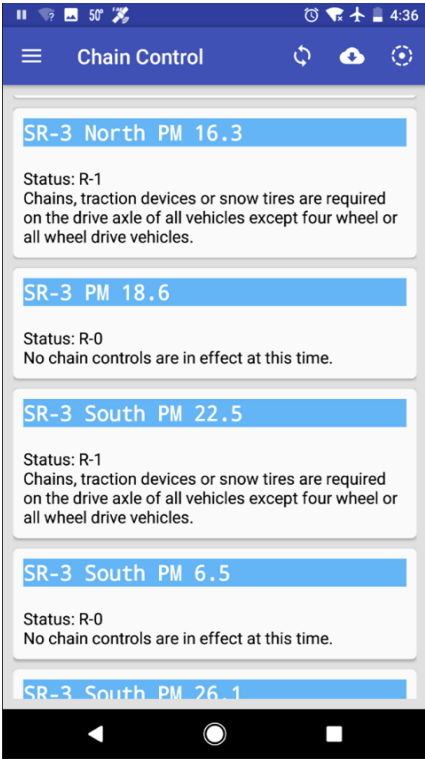 50° 4:36
Chain Control
SR-3 North PM 16.3
Status: R-1
Chains, traction devices or snow tires are required
on the drive axle of all vehicles except four wheel or
all wheel drive vehicles.
SR-3 PM 18.6
Status: R-0
No chain controls are in effect at this time.
SR-3 South PM 22.5
Status: R-1
Chains, traction devices or snow tires are required
on the drive axle of all vehicles except four wheel or
all wheel drive vehicles.
SR-3 South PM 6.5
Status: R-0
No chain controls are in effect at this time.
SR-3 South PM 26.1